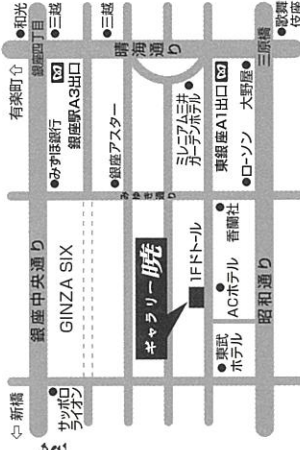 和光
三越
三越
銀座四丁目
晴海通り
三原橋
歌舞
伎座
有楽町⇧
銀座駅A3出口
みずほ銀行
銀座アスター
ミレニアム三井
ガーデンホテル
東銀座A1出口
大野屋
ローソン
みゆき通り
銀座中央通り
GINZA SIX
ギャラリー暁
1Fドトール
ACホテル
香蘭社
昭和通り
東武
ホテル
サッポロ
ライオン
⇦新橋